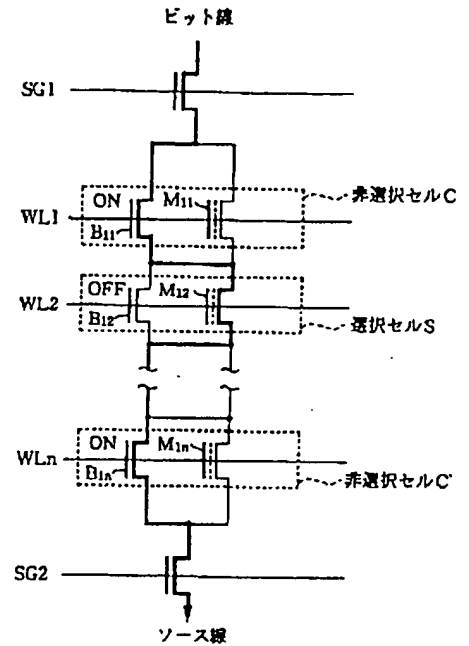 ビット線
SG1
ON M11 非選択セルC
WL1
B11
OFF M12
WL2
B12 選択セルS
ON M1n
WLn
B1n 非選択セルC'
SG2
ソース線